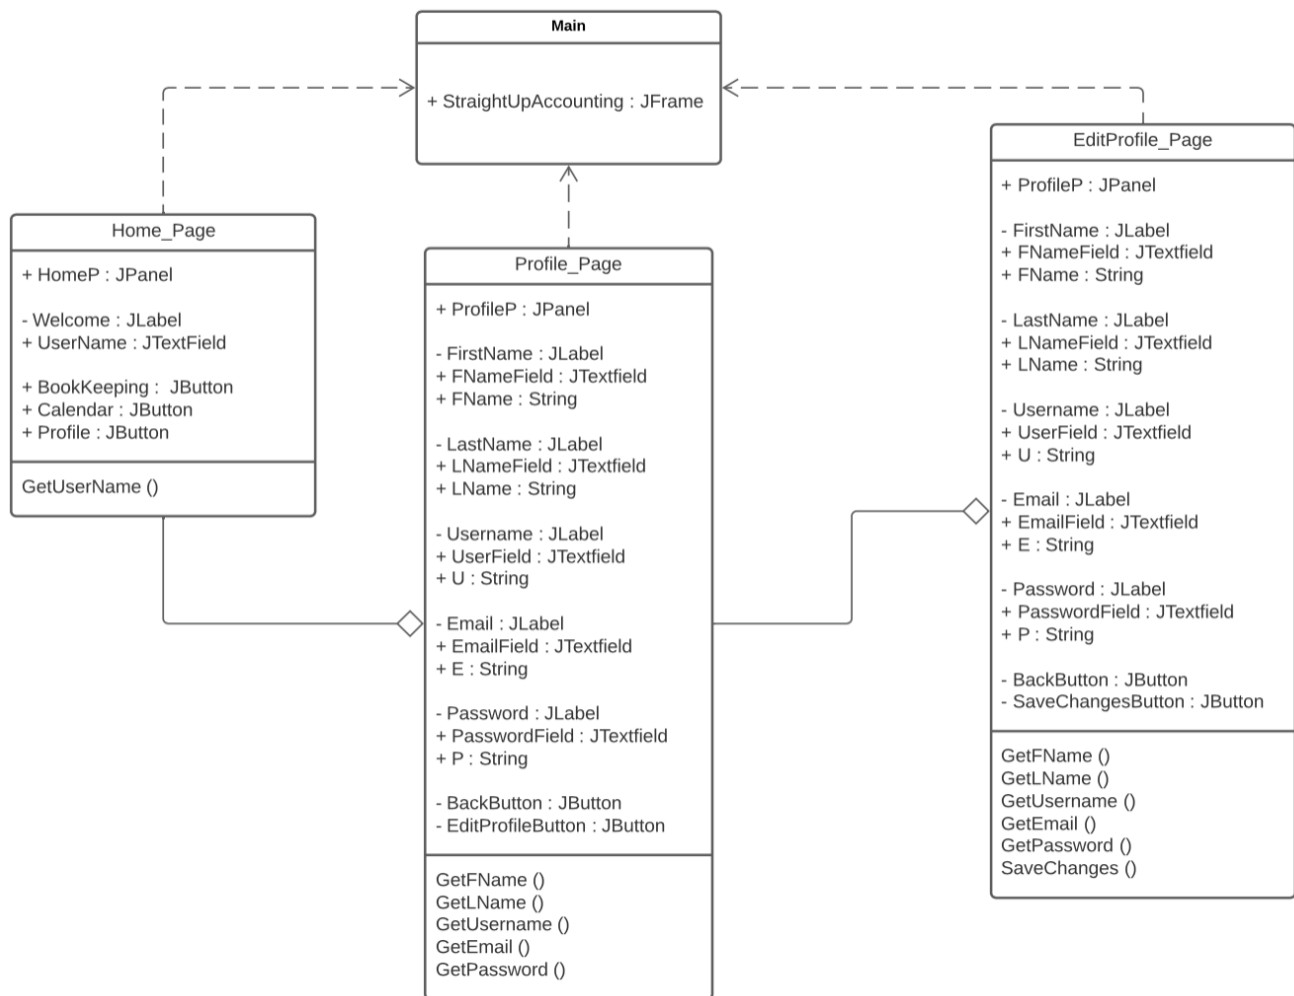 Main
+ StraightUpAccounting : JFrame
Home_Page
+ HomeP : JPanel
- Welcome : JLabel
+ UserName : JTextField
+ BookKeeping :  JButton
+ Calendar : JButton
+ Profile : JButton
GetUserName ()
Profile_Page
+ ProfileP : JPanel
- FirstName : JLabel
+ FNameField : JTextfield
+ FName : String
- LastName : JLabel
+ LNameField : JTextfield
+ LName : String
- Username : JLabel
+ UserField : JTextfield
+ U : String
- Email : JLabel
+ EmailField : JTextfield
+ E : String
- Password : JLabel
+ PasswordField : JTextfield
+ P : String
- BackButton : JButton
- EditProfileButton : JButton
GetFName ()
GetLName ()
GetUsername ()
GetEmail ()
GetPassword ()
EditProfile_Page
+ ProfileP : JPanel
- FirstName : JLabel
+ FNameField : JTextfield
+ FName : String
- LastName : JLabel
+ LNameField : JTextfield
+ LName : String
- Username : JLabel
+ UserField : JTextfield
+ U : String
- Email : JLabel
+ EmailField : JTextfield
+ E : String
- Password : JLabel
+ PasswordField : JTextfield
+ P : String
- BackButton : JButton
- SaveChangesButton : JButton
GetFName ()
GetLName ()
GetUsername ()
GetEmail ()
GetPassword ()
SaveChanges ()